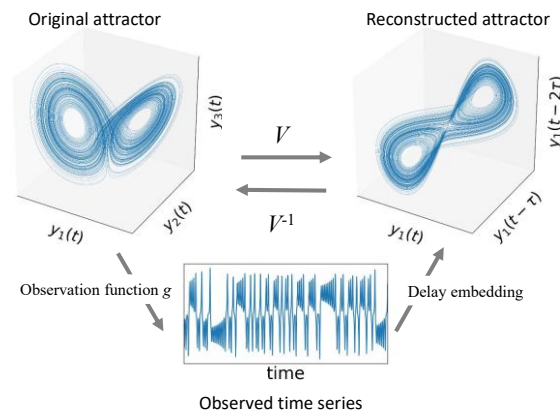 Original attractor
Reconstructed attractor
y₃(t)
y₂(t)
y₁(t)
V
V⁻¹
y₁(t − 2τ)
y₁(t − τ)
y₁(t)
Observation function g
Delay embedding
time
Observed time series